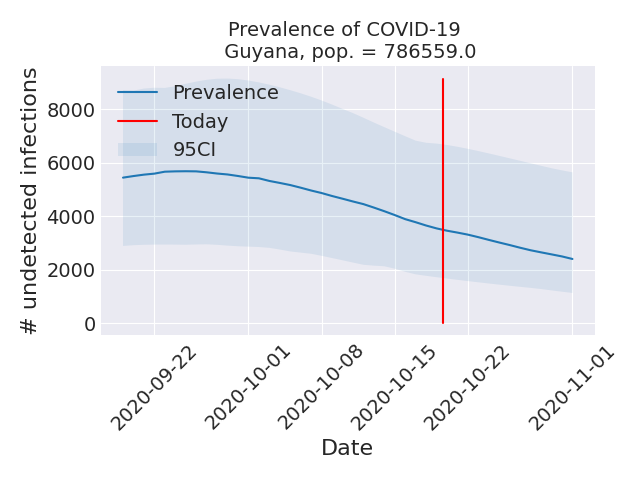 Prevalence of COVID-19
Guyana, pop. = 786559.0
# undetected infections
8000
6000
4000
2000
0
Prevalence
Today
95CI
2020-09-22
2020-10-01
2020-10-08
2020-10-15
2020-10-22
2020-11-01
Date